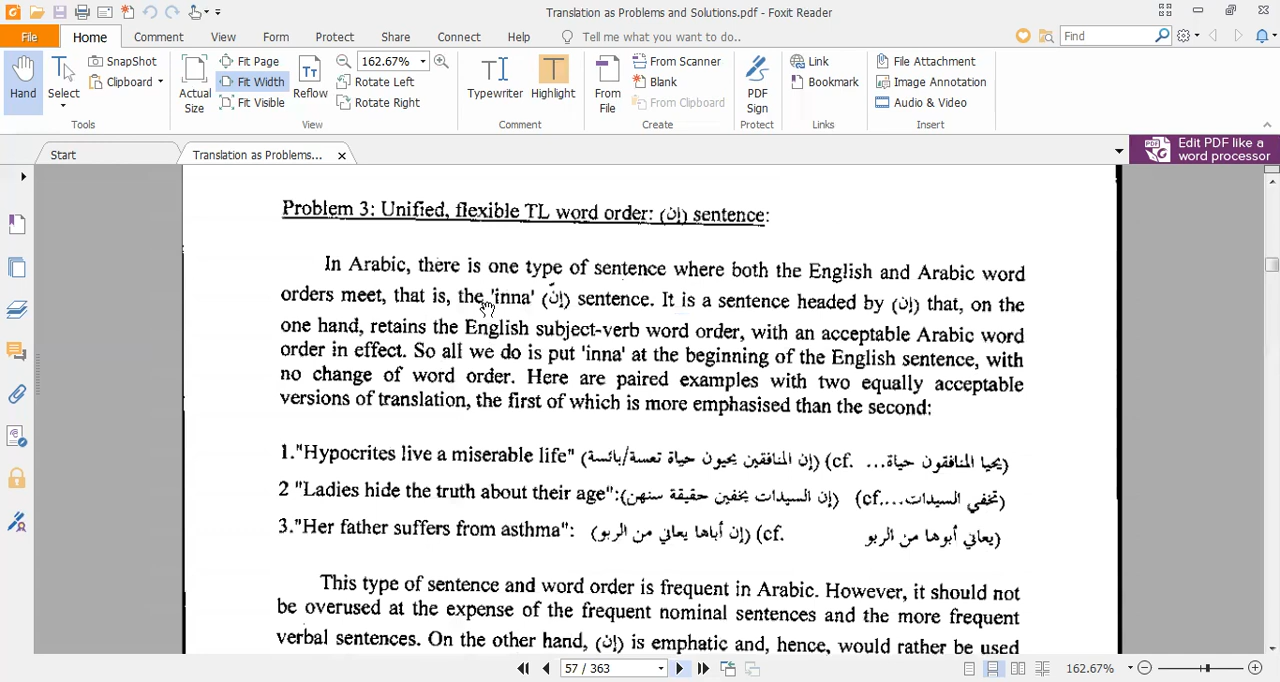 Translation as Problems and Solutions.pdf - Foxit Reader
File Home Comment View Form Protect Share Connect Help Tell me what you want to do.. Find
Hand Select SnapShot Clipboard Actual Size Fit Page Fit Width Fit Visible Reflow 162.67% Rotate Left Rotate Right Typewriter Highlight From File From Scanner Blank From Clipboard PDF Sign Link Bookmark File Attachment Image Annotation Audio & Video
Tools View Comment Create Protect Links Insert
Start Translation as Problems... Edit PDF like a word processor
Problem 3: Unified, flexible TL word order: (إن) sentence:
In Arabic, there is one type of sentence where both the English and Arabic word
orders meet, that is, the 'inna' (إنّ) sentence. It is a sentence headed by (إن) that, on the
one hand, retains the English subject-verb word order, with an acceptable Arabic word
order in effect. So all we do is put 'inna' at the beginning of the English sentence, with
no change of word order. Here are paired examples with two equally acceptable
versions of translation, the first of which is more emphasised than the second:
1."Hypocrites live a miserable life" (إن المنافقين يحيون حياة تعسة/بائسة) (cf. يحيا المنافقون حياة...)
2 "Ladies hide the truth about their age":(إن السيدات يخفين حقيقة سنهن) (cf....تخفي السيدات)
3."Her father suffers from asthma": (إن أباها يعاني من الربو) (cf. يعاني أبوها من الربو)
This type of sentence and word order is frequent in Arabic. However, it should not
be overused at the expense of the frequent nominal sentences and the more frequent
verbal sentences. On the other hand, (إن) is emphatic and, hence, would rather be used
57 / 363 162.67%